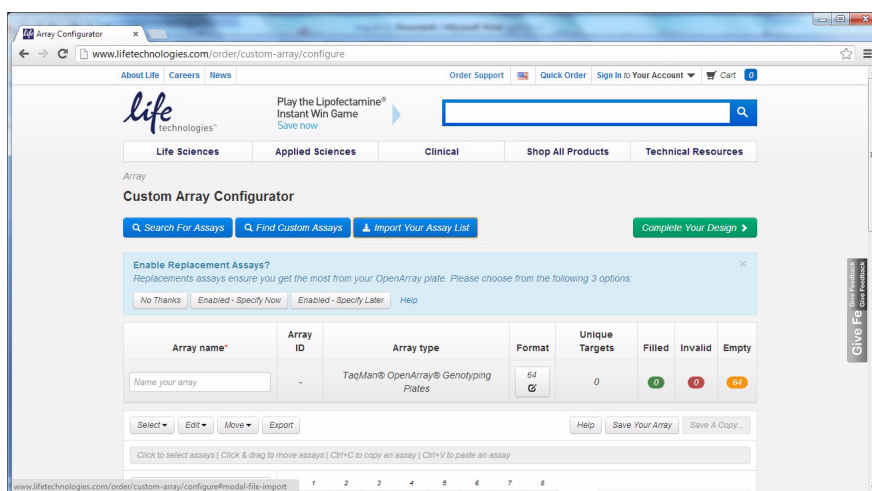 Array Configurator
www.lifetechnologies.com/order/custom-array/configure
About Life Careers News Order Support Quick Order Sign In to Your Account Cart 0
life technologies™
Play the Lipofectamine®
Instant Win Game
Save now
Life Sciences Applied Sciences Clinical Shop All Products Technical Resources
Array
Custom Array Configurator
Search For Assays Find Custom Assays Import Your Assay List Complete Your Design
Enable Replacement Assays? ×
Replacements assays ensure you get the most from your OpenArray plate. Please choose from the following 3 options:
No Thanks Enabled - Specify Now Enabled - Specify Later Help
Array name* Array ID Array type Format Unique Targets Filled Invalid Empty
Name your array - TaqMan® OpenArray® Genotyping Plates 64 0 0 0 64
Select Edit Move Export Help Save Your Array Save A Copy...
Click to select assays | Click & drag to move assays | Ctrl+C to copy an assay | Ctrl+V to paste an assay
1 2 3 4 5 6 7 8
www.lifetechnologies.com/order/custom-array/configure#modal-file-import
Give Feedback
Give Feedback
Give Fe